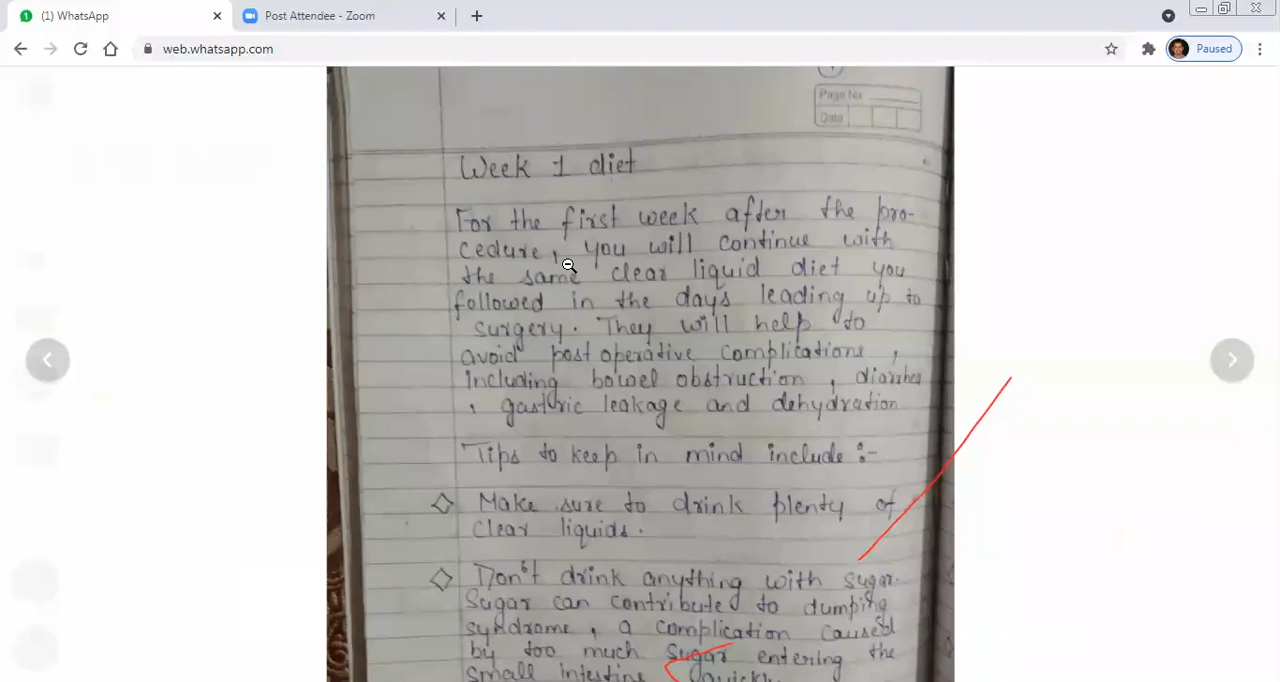 (1) WhatsApp
Post Attendee - Zoom
web.whatsapp.com
Paused
Page No
Date
Week 1 diet
For the first week after the pro-
cedure, you will continue with
the same clear liquid diet you
followed in the days leading up to
surgery. They will help to
avoid post operative complications,
including bowel obstruction, diarrhea
, gastric leakage and dehydration
Tips to keep in mind include :-
Make sure to drink plenty of
clear liquids.
Don't drink anything with sugar.
Sugar can contribute to dumping
syndrome, a complication caused
by too much sugar entering the
small intestine quickly